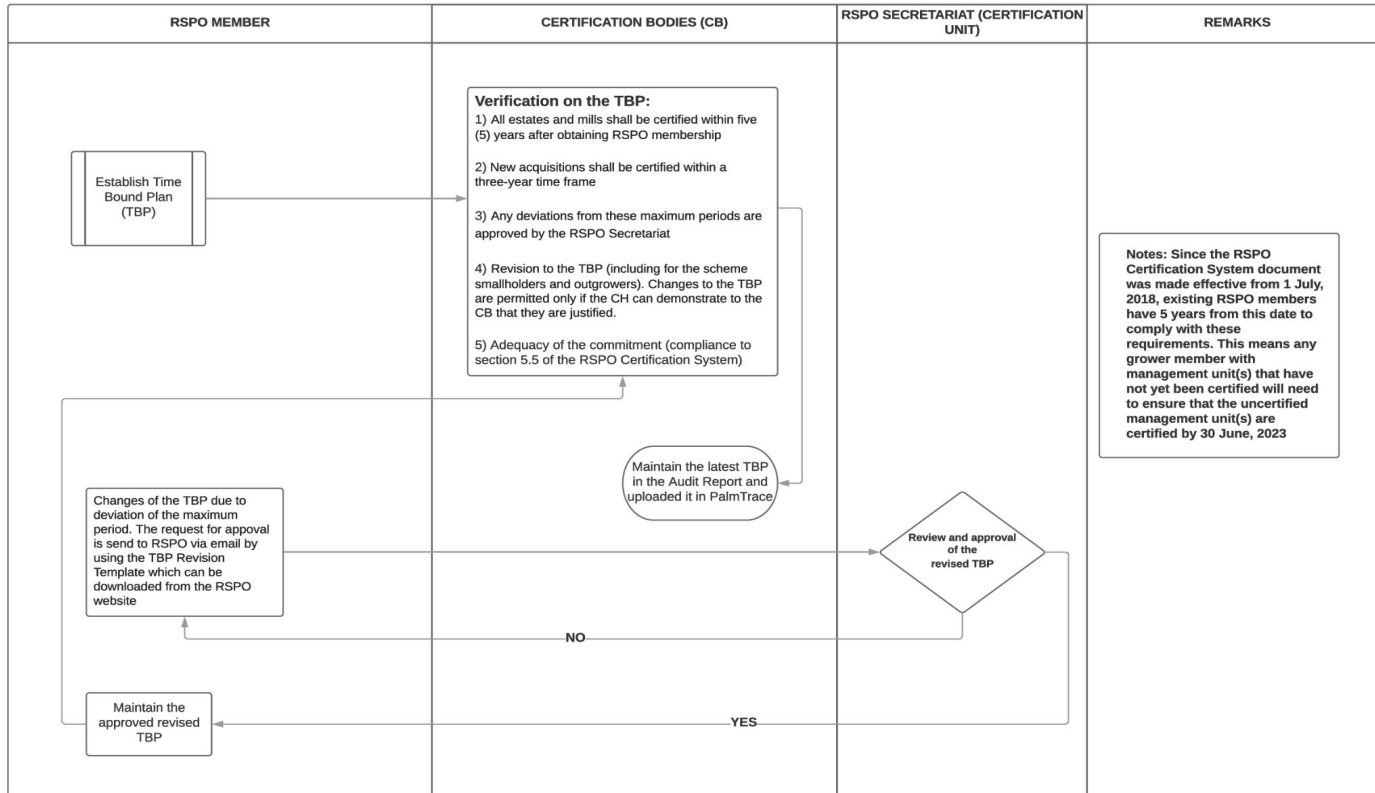 RSPO MEMBER
CERTIFICATION BODIES (CB)
RSPO SECRETARIAT (CERTIFICATION
UNIT)
REMARKS
Establish Time
Bound Plan
(TBP)
Verification on the TBP:
1) All estates and mills shall be certified within five
(5) years after obtaining RSPO membership
2) New acquisitions shall be certified within a
three-year time frame
3) Any deviations from these maximum periods are
approved by the RSPO Secretariat
4) Revision to the TBP (including for the scheme
smallholders and outgrowers). Changes to the TBP
are permitted only if the CH can demonstrate to the
CB that they are justified.
5) Adequacy of the commitment (compliance to
section 5.5 of the RSPO Certification System)
Notes: Since the RSPO
Certification System document
was made effective from 1 July,
2018, existing RSPO members
have 5 years from this date to
comply with these
requirements. This means any
grower member with
management unit(s) that have
not yet been certified will need
to ensure that the uncertified
management unit(s) are
certified by 30 June, 2023
Maintain the latest TBP
in the Audit Report and
uploaded it in PalmTrace
Changes of the TBP due to
deviation of the maximum
period. The request for appoval
is send to RSPO via email by
using the TBP Revision
Template which can be
downloaded from the RSPO
website
Review and approval
of the
revised TBP
NO
Maintain the
approved revised
TBP
YES